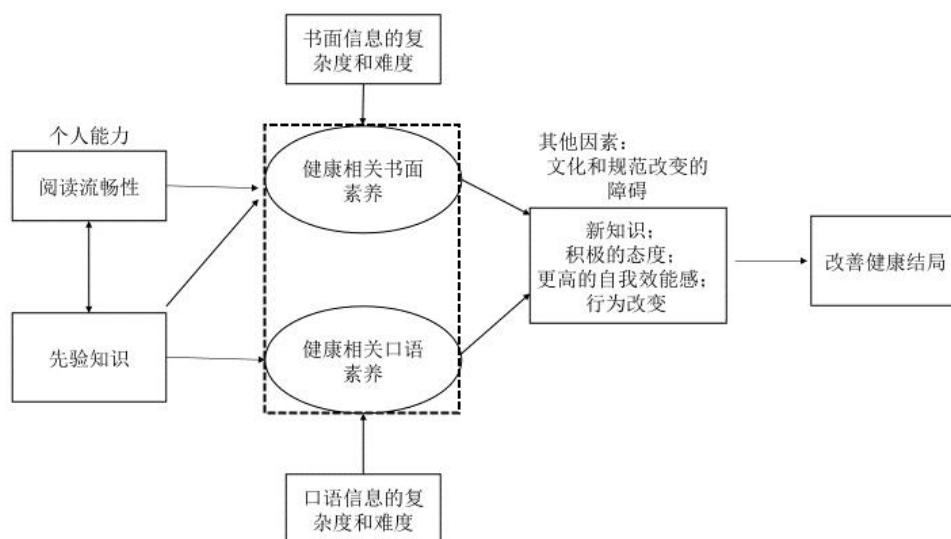 书面信息的复
杂度和难度
个人能力
阅读流畅性
健康相关书面
素养
其他因素：
文化和规范改变的
障碍
新知识；
积极的态度；
更高的自我效能感；
行为改变
改善健康结局
先验知识
健康相关口语
素养
口语信息的复
杂度和难度